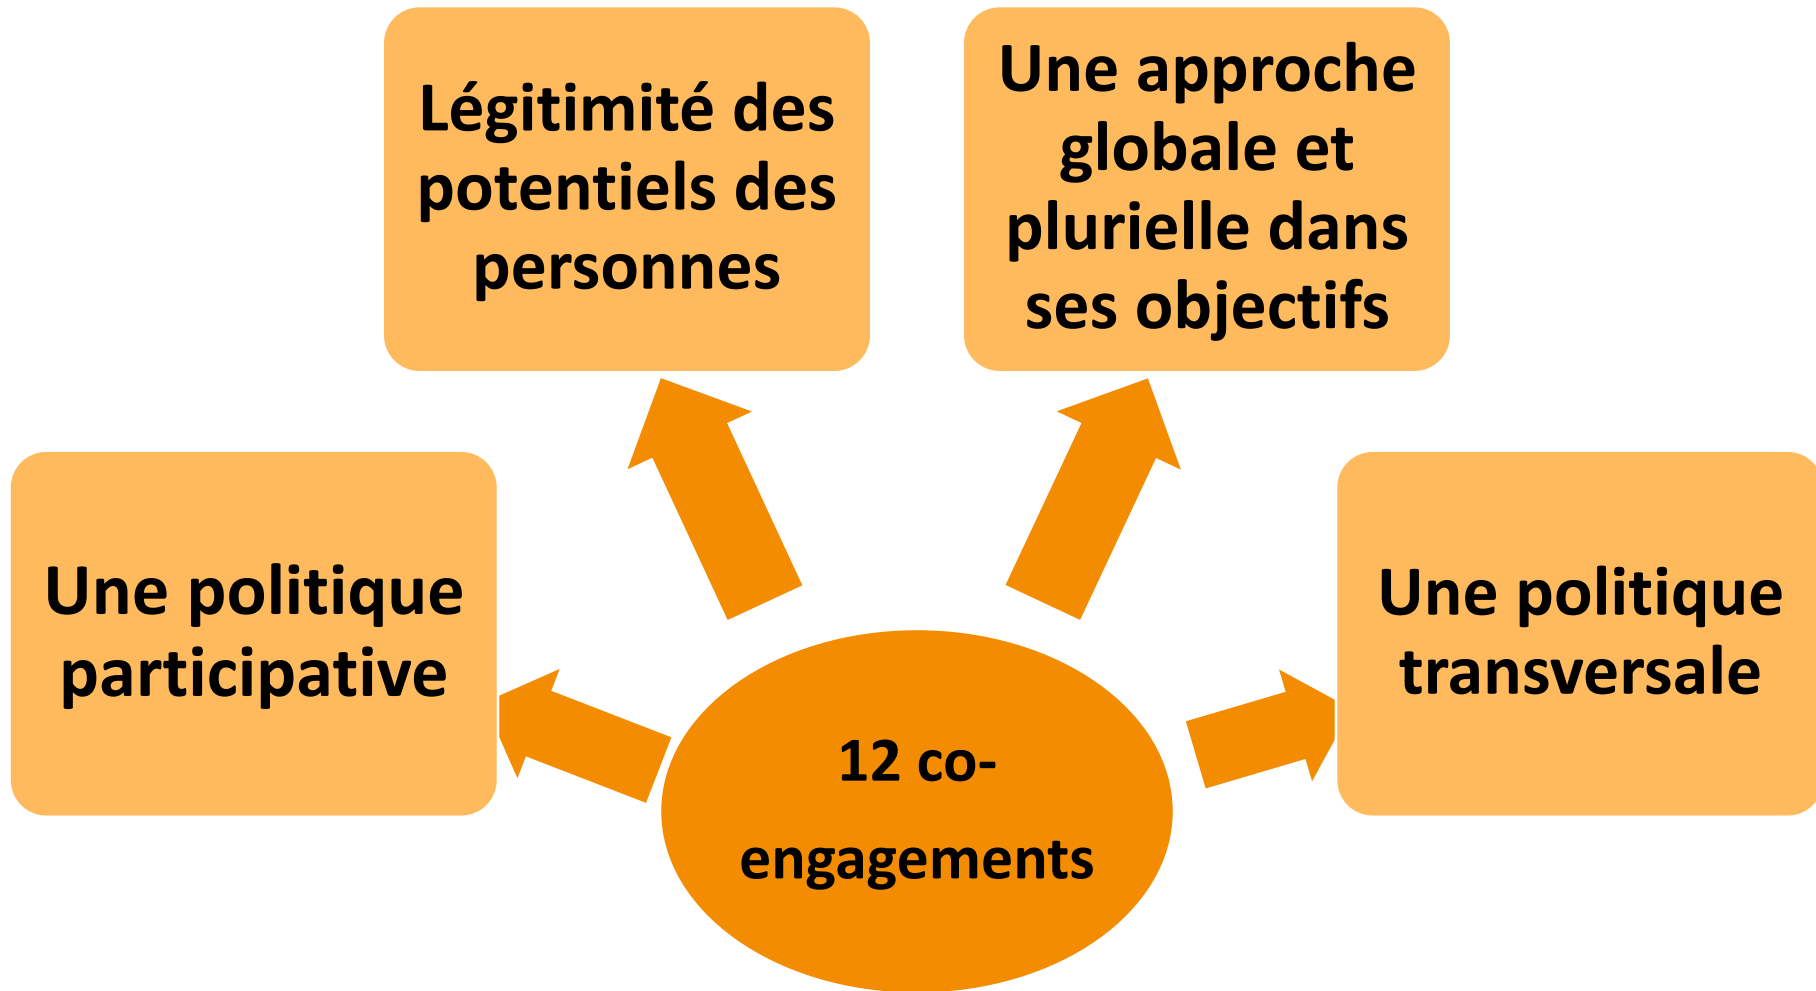 Légitimité des
potentiels des
personnes
Une approche
globale et
plurielle dans
ses objectifs
Une politique
participative
Une politique
transversale
12 co-
engagements